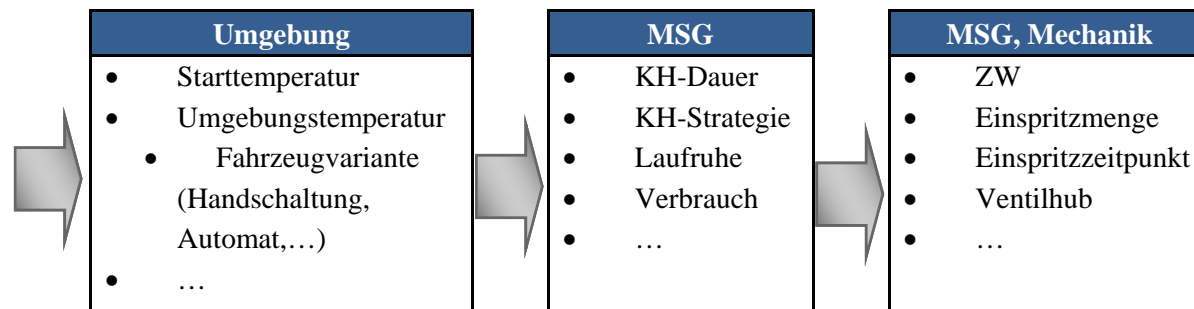 Umgebung
• Starttemperatur
• Umgebungstemperatur
• Fahrzeugvariante
(Handschaltung,
Automat,…)
• …
MSG
• KH-Dauer
• KH-Strategie
• Laufruhe
• Verbrauch
• …
MSG, Mechanik
• ZW
• Einspritzmenge
• Einspritzzeitpunkt
• Ventilhub
• …